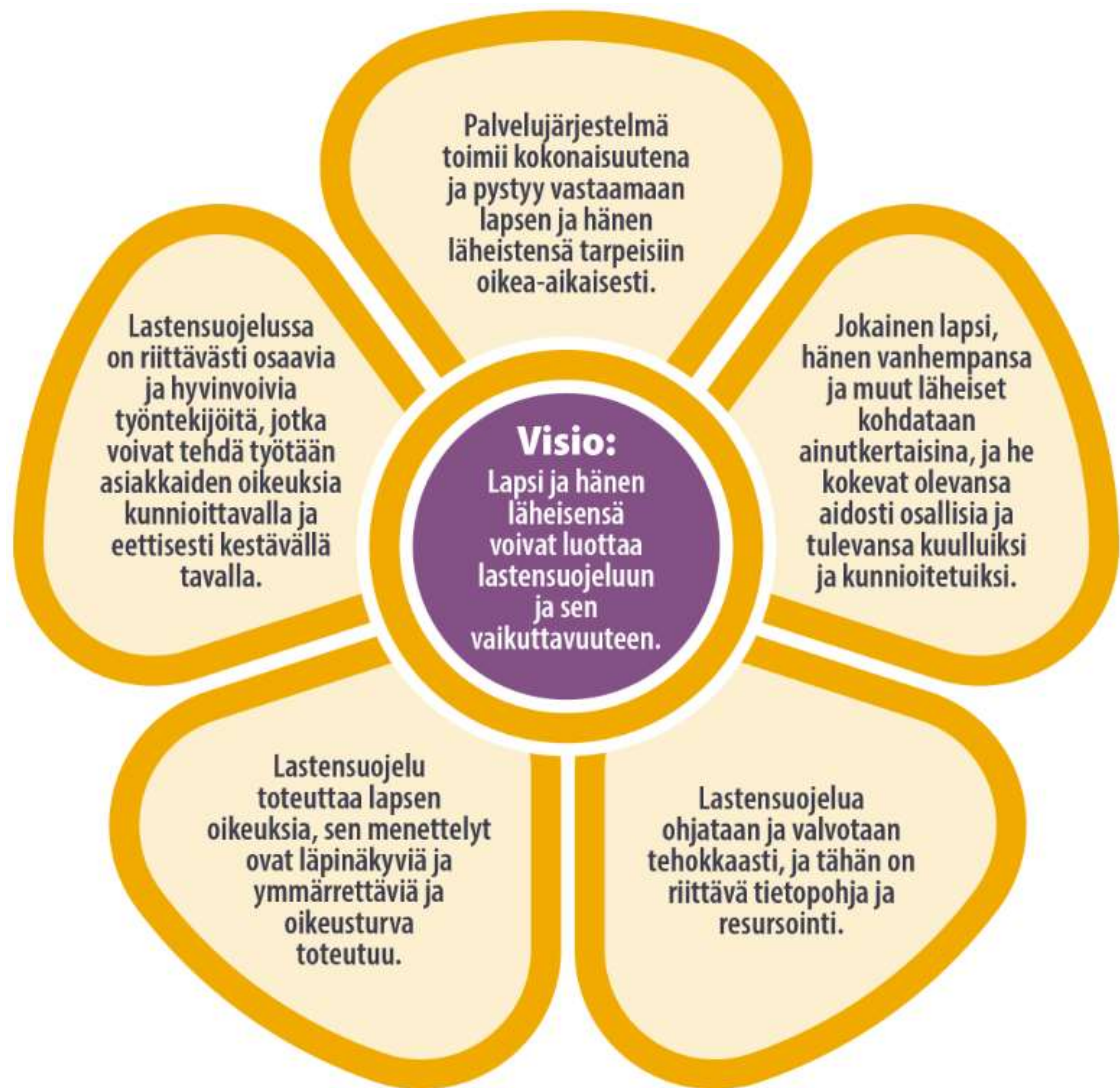 Palvelujärjestelmä
toimii kokonaisuutena
ja pystyy vastaamaan
lapsen ja hänen
läheistensä tarpeisiin
oikea-aikaisesti.
Jokainen lapsi,
hänen vanhempansa
ja muut läheiset
kohdataan
ainutkertaisina, ja he
kokevat olevansa
aidosti osallisia ja
tulevansa kuulluiksi
ja kunnioitetuiksi.
Lastensuojelua
ohjataan ja valvotaan
tehokkaasti, ja tähän on
riittävä tietopohja ja
resursointi.
Lastensuojelu
toteuttaa lapsen
oikeuksia, sen menettelyt
ovat läpinäkyviä ja
ymmärrettäviä ja
oikeusturva
toteutuu.
Lastensuojelussa
on riittävästi osaavia
ja hyvinvoivia
työntekijöitä, jotka
voivat tehdä työtään
asiakkaiden oikeuksia
kunnioittavalla ja
eettisesti kestävällä
tavalla.
Visio:
Lapsi ja hänen
läheisensä
voivat luottaa
lastensuojeluun
ja sen
vaikuttavuuteen.